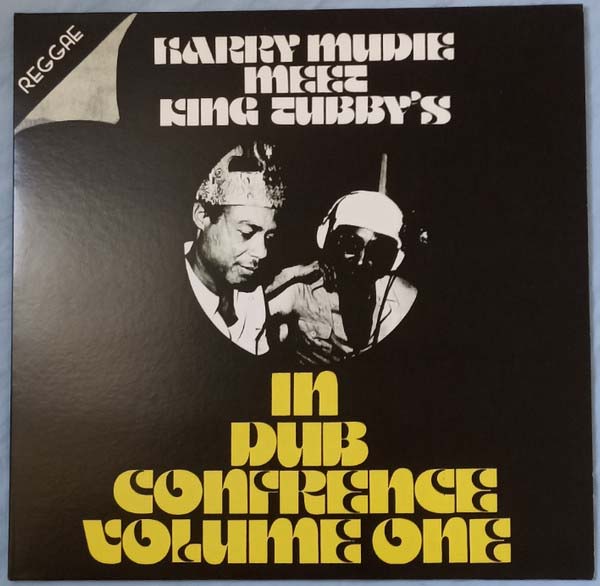 REGGAE
HARRY MUDIE
MEET
KING TUBBY'S
IN
DUB
CONFRENCE
VOLUME ONE